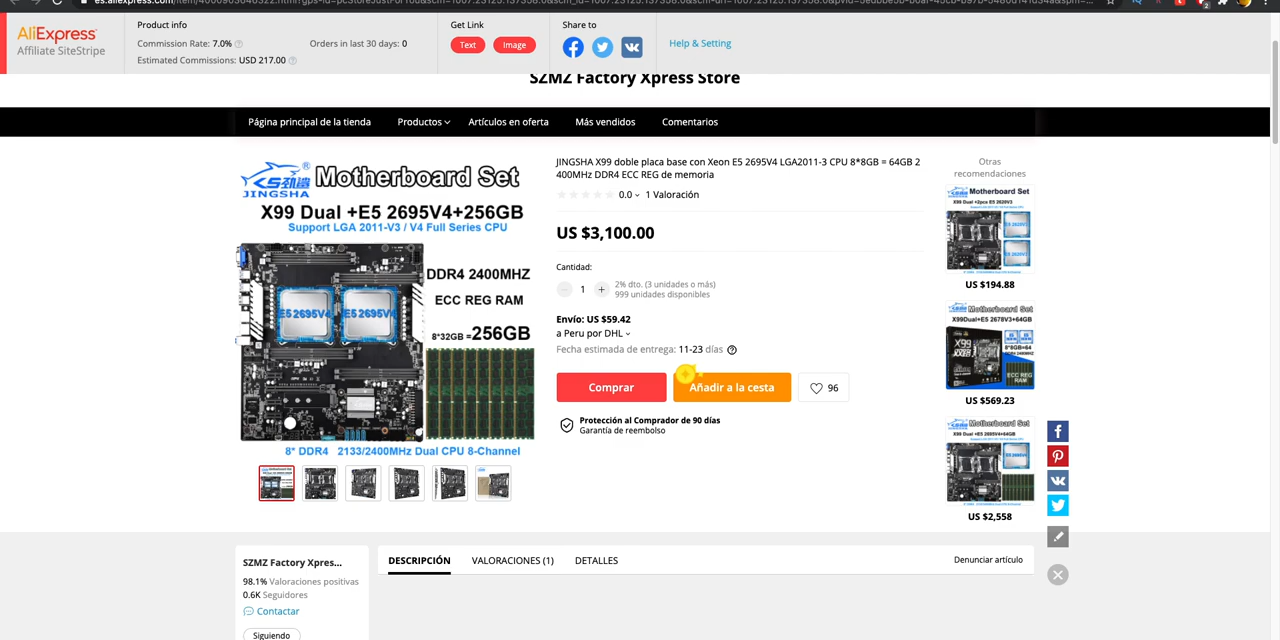 AliExpress
Affiliate SiteStripe
Product info
Commission Rate: 7.0%
Orders in last 30 days: 0
Estimated Commissions: USD 217.00
Get Link
Text
Image
Share to
Help & Setting
SZMZ Factory Xpress Store
Página principal de la tienda
Productos
Artículos en oferta
Más vendidos
Comentarios
JINGSHA
Motherboard Set
X99 Dual +E5 2695V4+256GB
Support LGA 2011-V3 / V4 Full Series CPU
DDR4 2400MHZ
ECC REG RAM
8*32GB =256GB
E5 2695V4
E5 2695V4
8* DDR4 2133/2400MHz Dual CPU 8-Channel
JINGSHA X99 doble placa base con Xeon E5 2695V4 LGA2011-3 CPU 8*8GB = 64GB 2
400MHz DDR4 ECC REG de memoria
0.0
1 Valoración
US $3,100.00
Cantidad:
1
2% dto. (3 unidades o más)
999 unidades disponibles
Envío: US $59.42
a Peru por DHL
Fecha estimada de entrega: 11-23 días
Comprar
Añadir a la cesta
96
Protección al Comprador de 90 días
Garantía de reembolso
Otras
recomendaciones
Motherboard Set
US $194.88
Motherboard Set
X99Dual+E5 2678V3+64GB
US $569.23
Motherboard Set
US $2,558
SZMZ Factory Xpres...
98.1% Valoraciones positivas
0.6K Seguidores
Contactar
Siguiendo
DESCRIPCIÓN
VALORACIONES (1)
DETALLES
Denunciar artículo